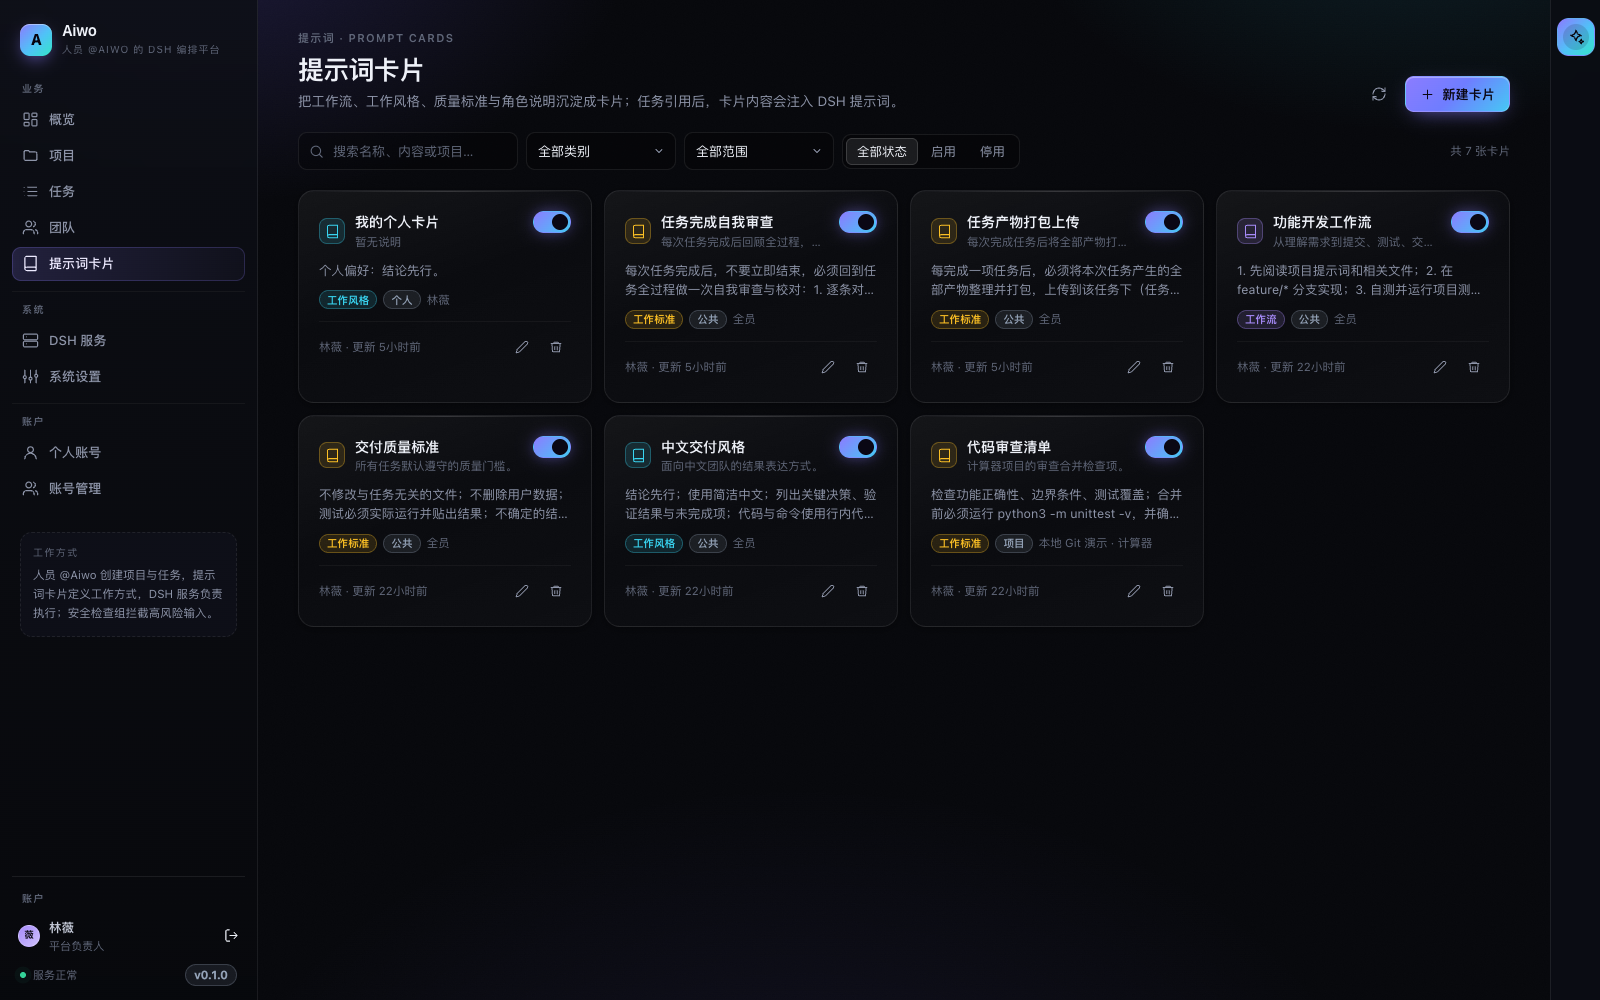 A
Aiwo
人员 @AIWO 的 DSH 编排平台
业务
概览
项目
任务
团队
提示词卡片
系统
DSH 服务
系统设置
账户
个人账号
账号管理
工作方式
人员 @Aiwo 创建项目与任务，提示
词卡片定义工作方式，DSH 服务负责
执行；安全检查组拦截高风险输入。
账户
薇
林薇
平台负责人
服务正常
v0.1.0
提示词 · PROMPT CARDS
提示词卡片
把工作流、工作风格、质量标准与角色说明沉淀成卡片；任务引用后，卡片内容会注入 DSH 提示词。
新建卡片
搜索名称、内容或项目...
全部类别
全部范围
全部状态
启用
停用
共 7 张卡片
我的个人卡片
暂无说明
个人偏好：结论先行。
工作风格
个人
林薇
林薇 · 更新 5小时前
任务完成自我审查
每次任务完成后回顾全过程，...
每次任务完成后，不要立即结束，必须回到任
务全过程做一次自我审查与校对：1. 逐条对...
工作标准
公共
全员
林薇 · 更新 5小时前
任务产物打包上传
每次完成任务后将全部产物打...
每完成一项任务后，必须将本次任务产生的全
部产物整理并打包，上传到该任务下（任务...
工作标准
公共
全员
林薇 · 更新 5小时前
功能开发工作流
从理解需求到提交、测试、交...
1. 先阅读项目提示词和相关文件；2. 在
feature/* 分支实现；3. 自测并运行项目测...
工作流
公共
全员
林薇 · 更新 22小时前
交付质量标准
所有任务默认遵守的质量门槛。
不修改与任务无关的文件；不删除用户数据；
测试必须实际运行并贴出结果；不确定的结...
工作标准
公共
全员
林薇 · 更新 22小时前
中文交付风格
面向中文团队的结果表达方式。
结论先行；使用简洁中文；列出关键决策、验
证结果与未完成项；代码与命令使用行内代...
工作风格
公共
全员
林薇 · 更新 22小时前
代码审查清单
计算器项目的审查合并检查项。
检查功能正确性、边界条件、测试覆盖；合并
前必须运行 python3 -m unittest -v，并确...
工作标准
项目
本地 Git 演示 · 计算器
林薇 · 更新 22小时前